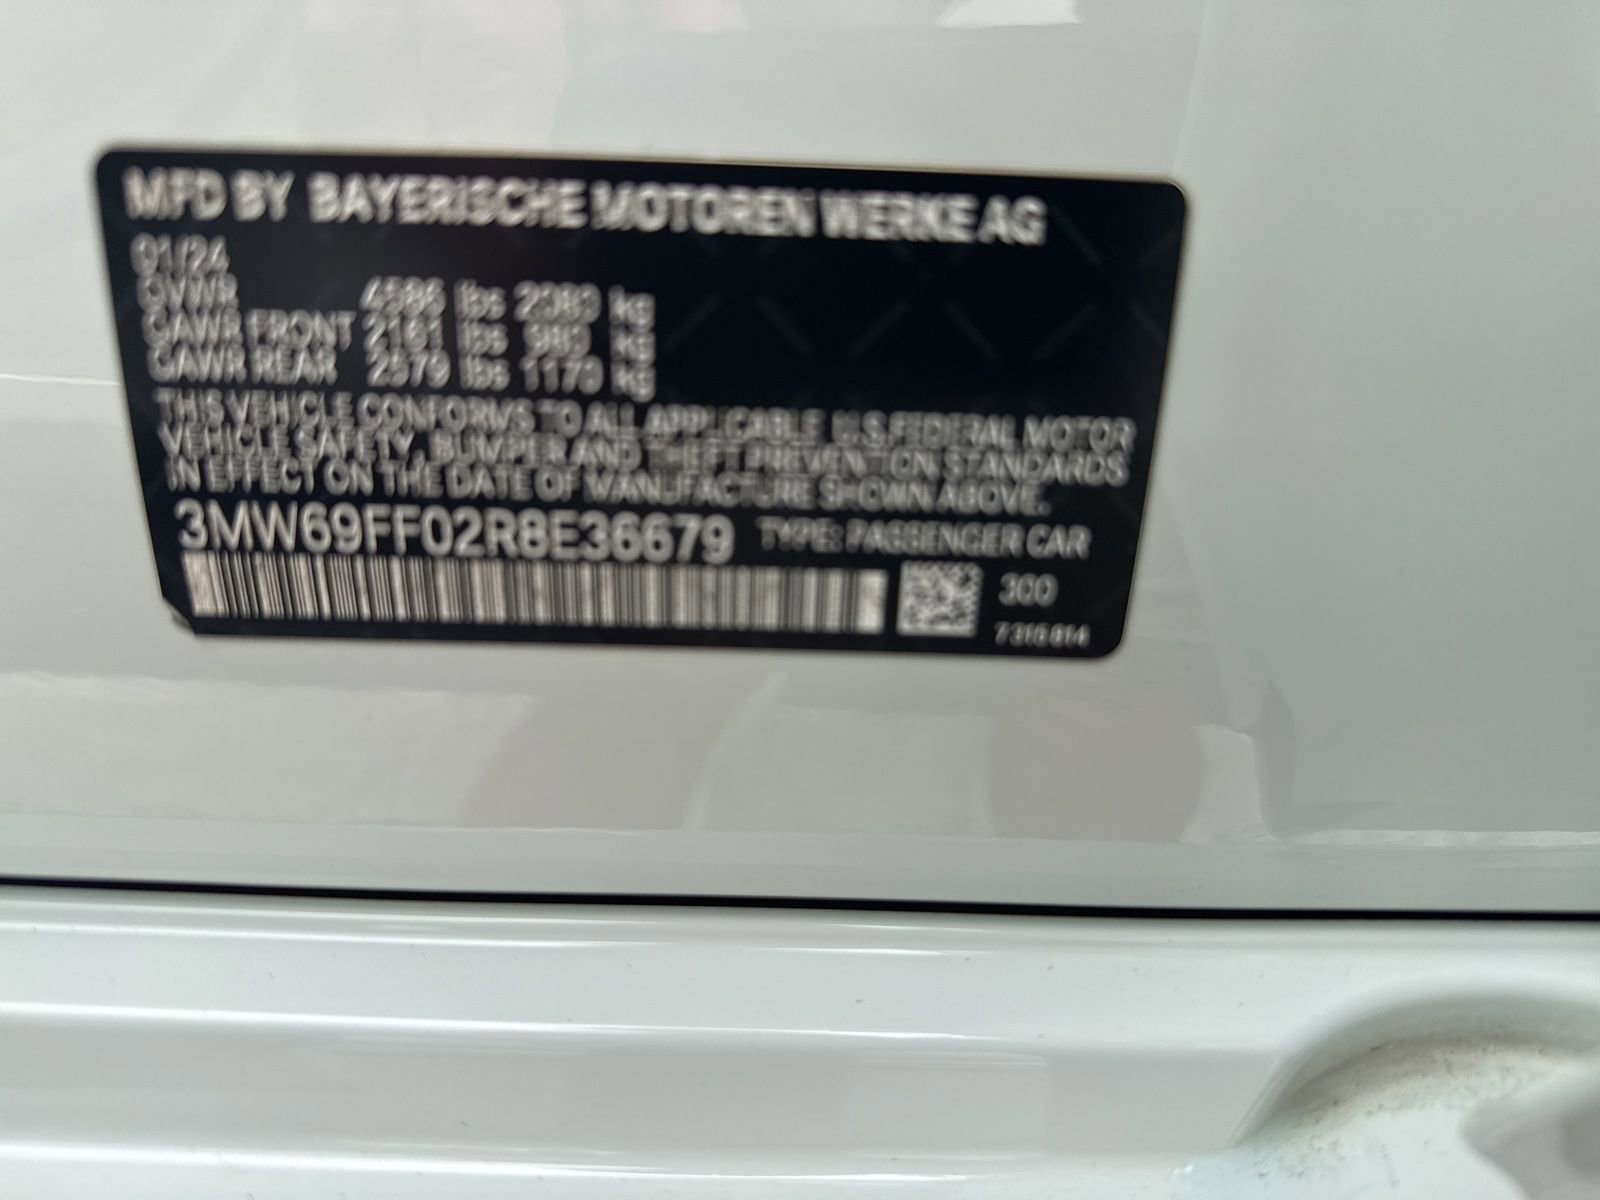 MFD BY BAYERISCHE MOTOREN WERKE AG
01/24
GVWR 4586 lbs 2080 kg
GAWR FRONT 2161 lbs 980 kg
GAWR REAR 2579 lbs 1170 kg
THIS VEHICLE CONFORMS TO ALL APPLICABLE U.S.FEDERAL MOTOR
VEHICLE SAFETY, BUMPER AND THEFT PREVENTION STANDARDS
IN EFFECT ON THE DATE OF MANUFACTURE SHOWN ABOVE.
3MW69FF02R8E36679 TYPE: PASSENGER CAR
300
7315614